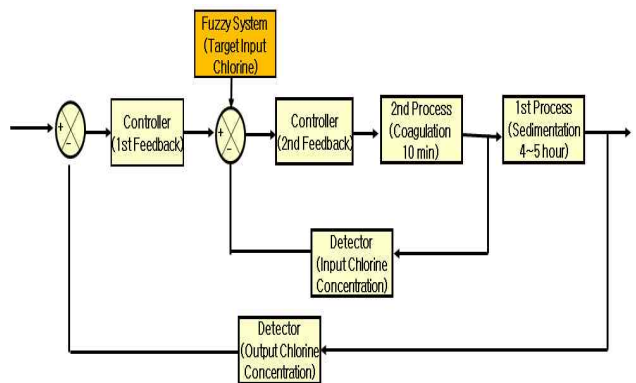 Fuzzy System
(Target Input
Chlorine)
+
-
Controller
(1st Feedback)
+
-
Controller
(2nd Feedback)
2nd Process
(Coagulation
10 min)
1st Process
(Sedimentation
4~5 hour)
Detector
(Input Chlorine
Concentration)
Detector
(Output Chlorine
Concentration)